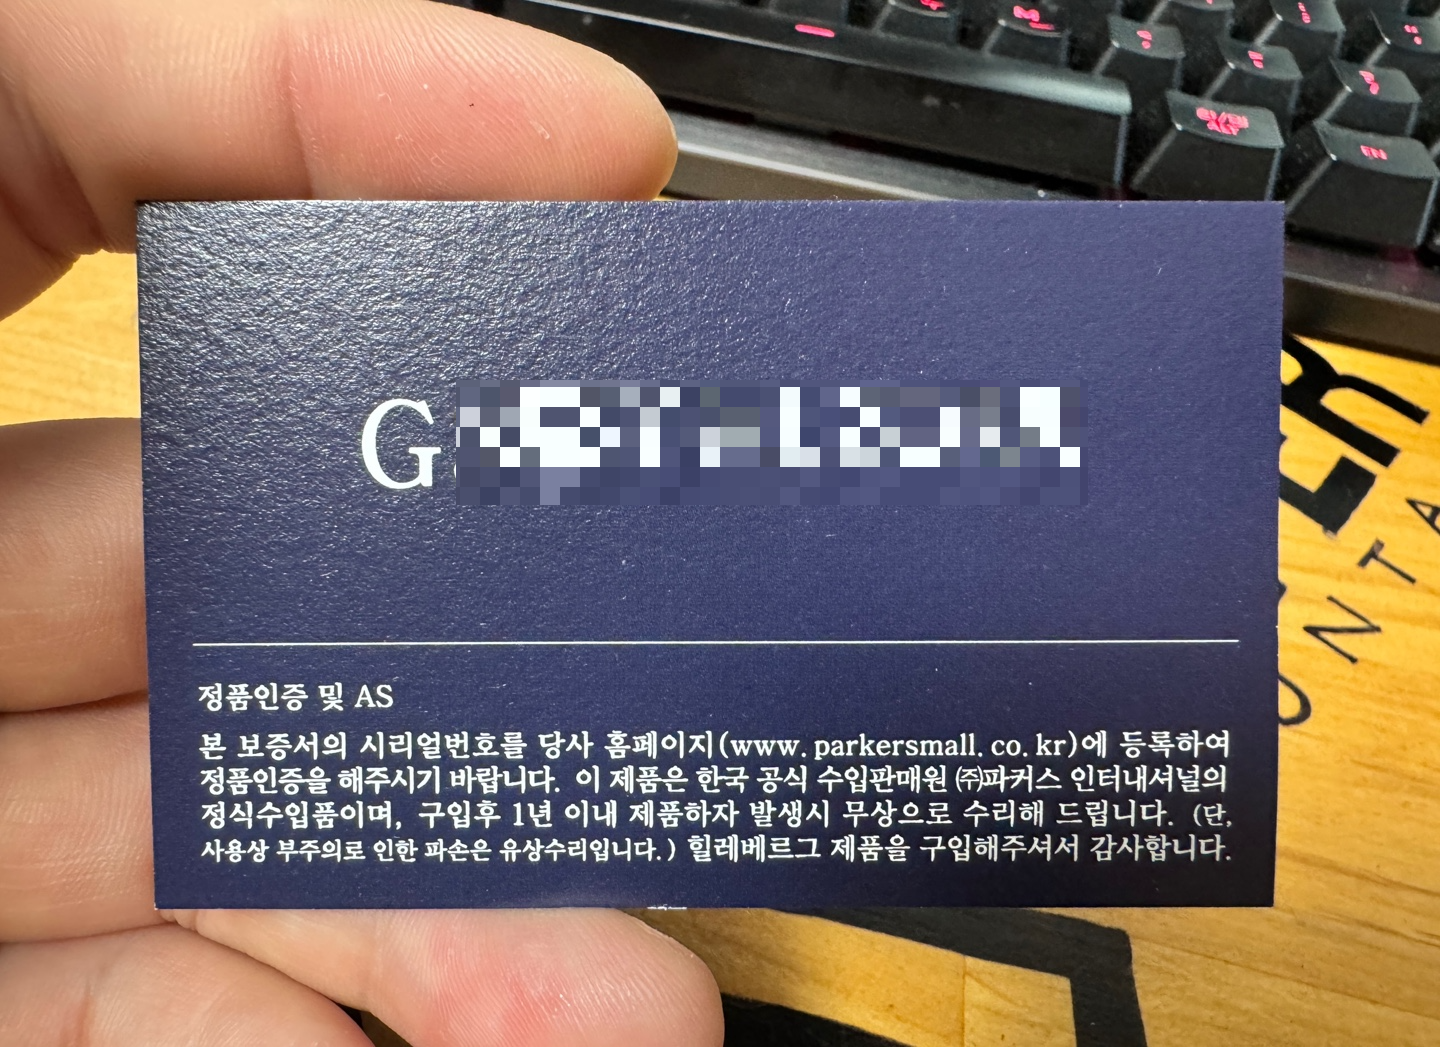 G
정품인증 및 AS
본 보증서의 시리얼번호를 당사 홈페이지(www.parkersmall.co.kr)에 등록하여
정품인증을 해주시기 바랍니다. 이 제품은 한국 공식 수입판매원 ㈜파커스 인터내셔널의
정식수입품이며, 구입후 1년 이내 제품하자 발생시 무상으로 수리해 드립니다. (단,
사용상 부주의로 인한 파손은 유상수리입니다.) 힐레베르그 제품을 구입해주셔서 감사합니다.